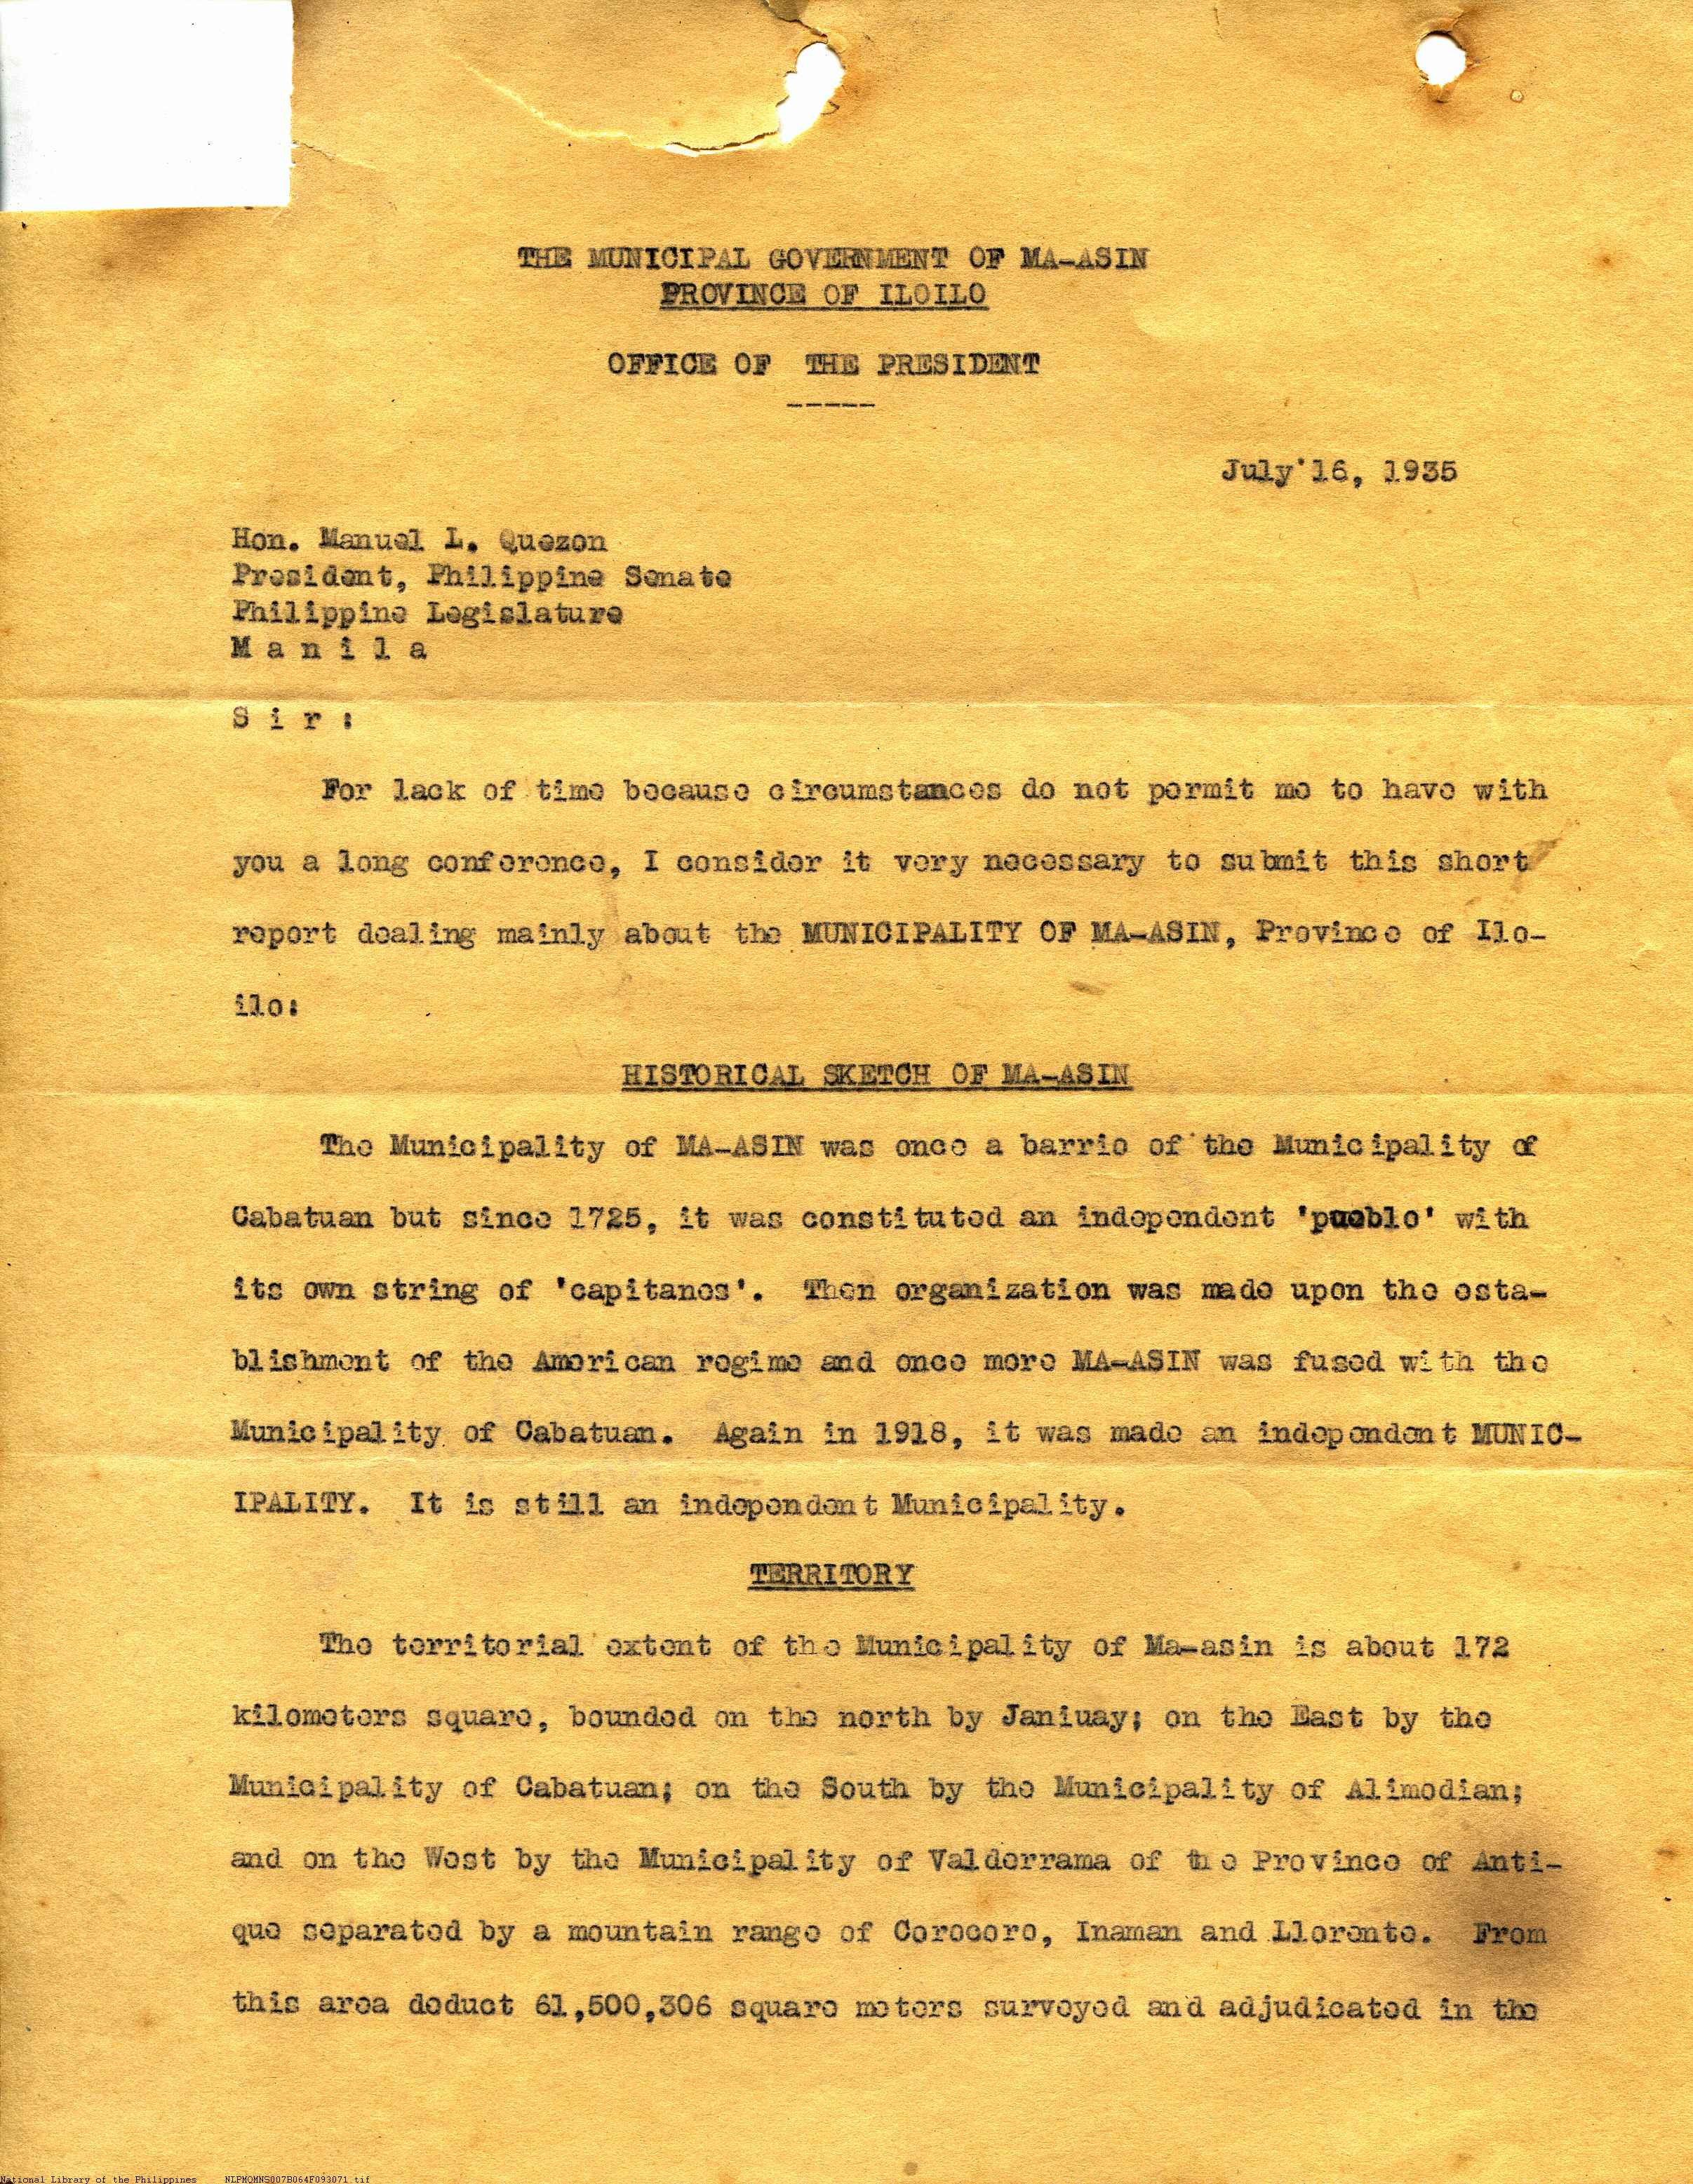 THE MUNICIPAL GOVERNMENT OF MA-ASIN
PROVINCE OF ILOILO
OFFICE OF THE PRESIDENT
-----
July 16, 1935
Hon. Manuel L. Quezon
President, Philippine Senate
Philippine Legislature
M a n i l a
S i r :
For lack of time because circumstances do not permit me to have with
you a long conference, I consider it very necessary to submit this short
report dealing mainly about the MUNICIPALITY OF MA-ASIN, Province of Ilo-
ilo:
HISTORICAL SKETCH OF MA-ASIN
The Municipality of MA-ASIN was once a barrio of the Municipality of
Cabatuan but since 1725, it was constituted an independent 'pueblo' with
its own string of 'capitanes'. Then organization was made upon the esta-
blishment of the American regime and once more MA-ASIN was fused with the
Municipality of Cabatuan. Again in 1918, it was made an independent MUNIC-
IPALITY. It is still an independent Municipality.
TERRITORY
The territorial extent of the Municipality of Ma-asin is about 172
kilometers square, bounded on the north by Janiuay; on the East by the
Municipality of Cabatuan; on the South by the Municipality of Alimodian;
and on the West by the Municipality of Valderrama of the Province of Anti-
que separated by a mountain range of Corocoro, Inaman and Llorente. From
this area deduct 61,500,306 square meters surveyed and adjudicated in the
National Library of the Philippines NLPMQMNS007B064F093071.tif